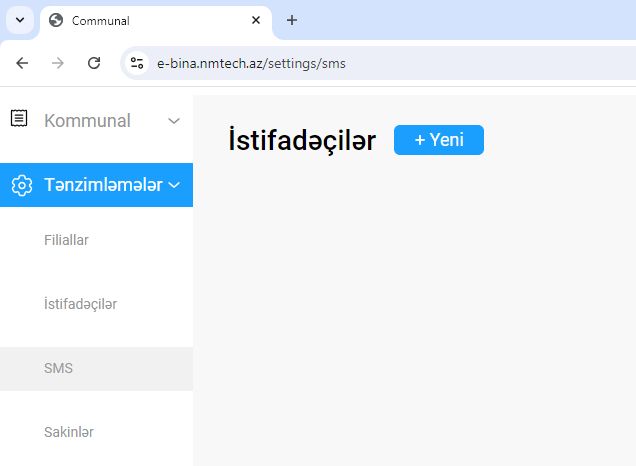 Communal
e-bina.nmtech.az/settings/sms
Kommunal
Tənzimləmələr
Filiallar
İstifadəçilər
SMS
Sakinlər
İstifadəçilər
+ Yeni